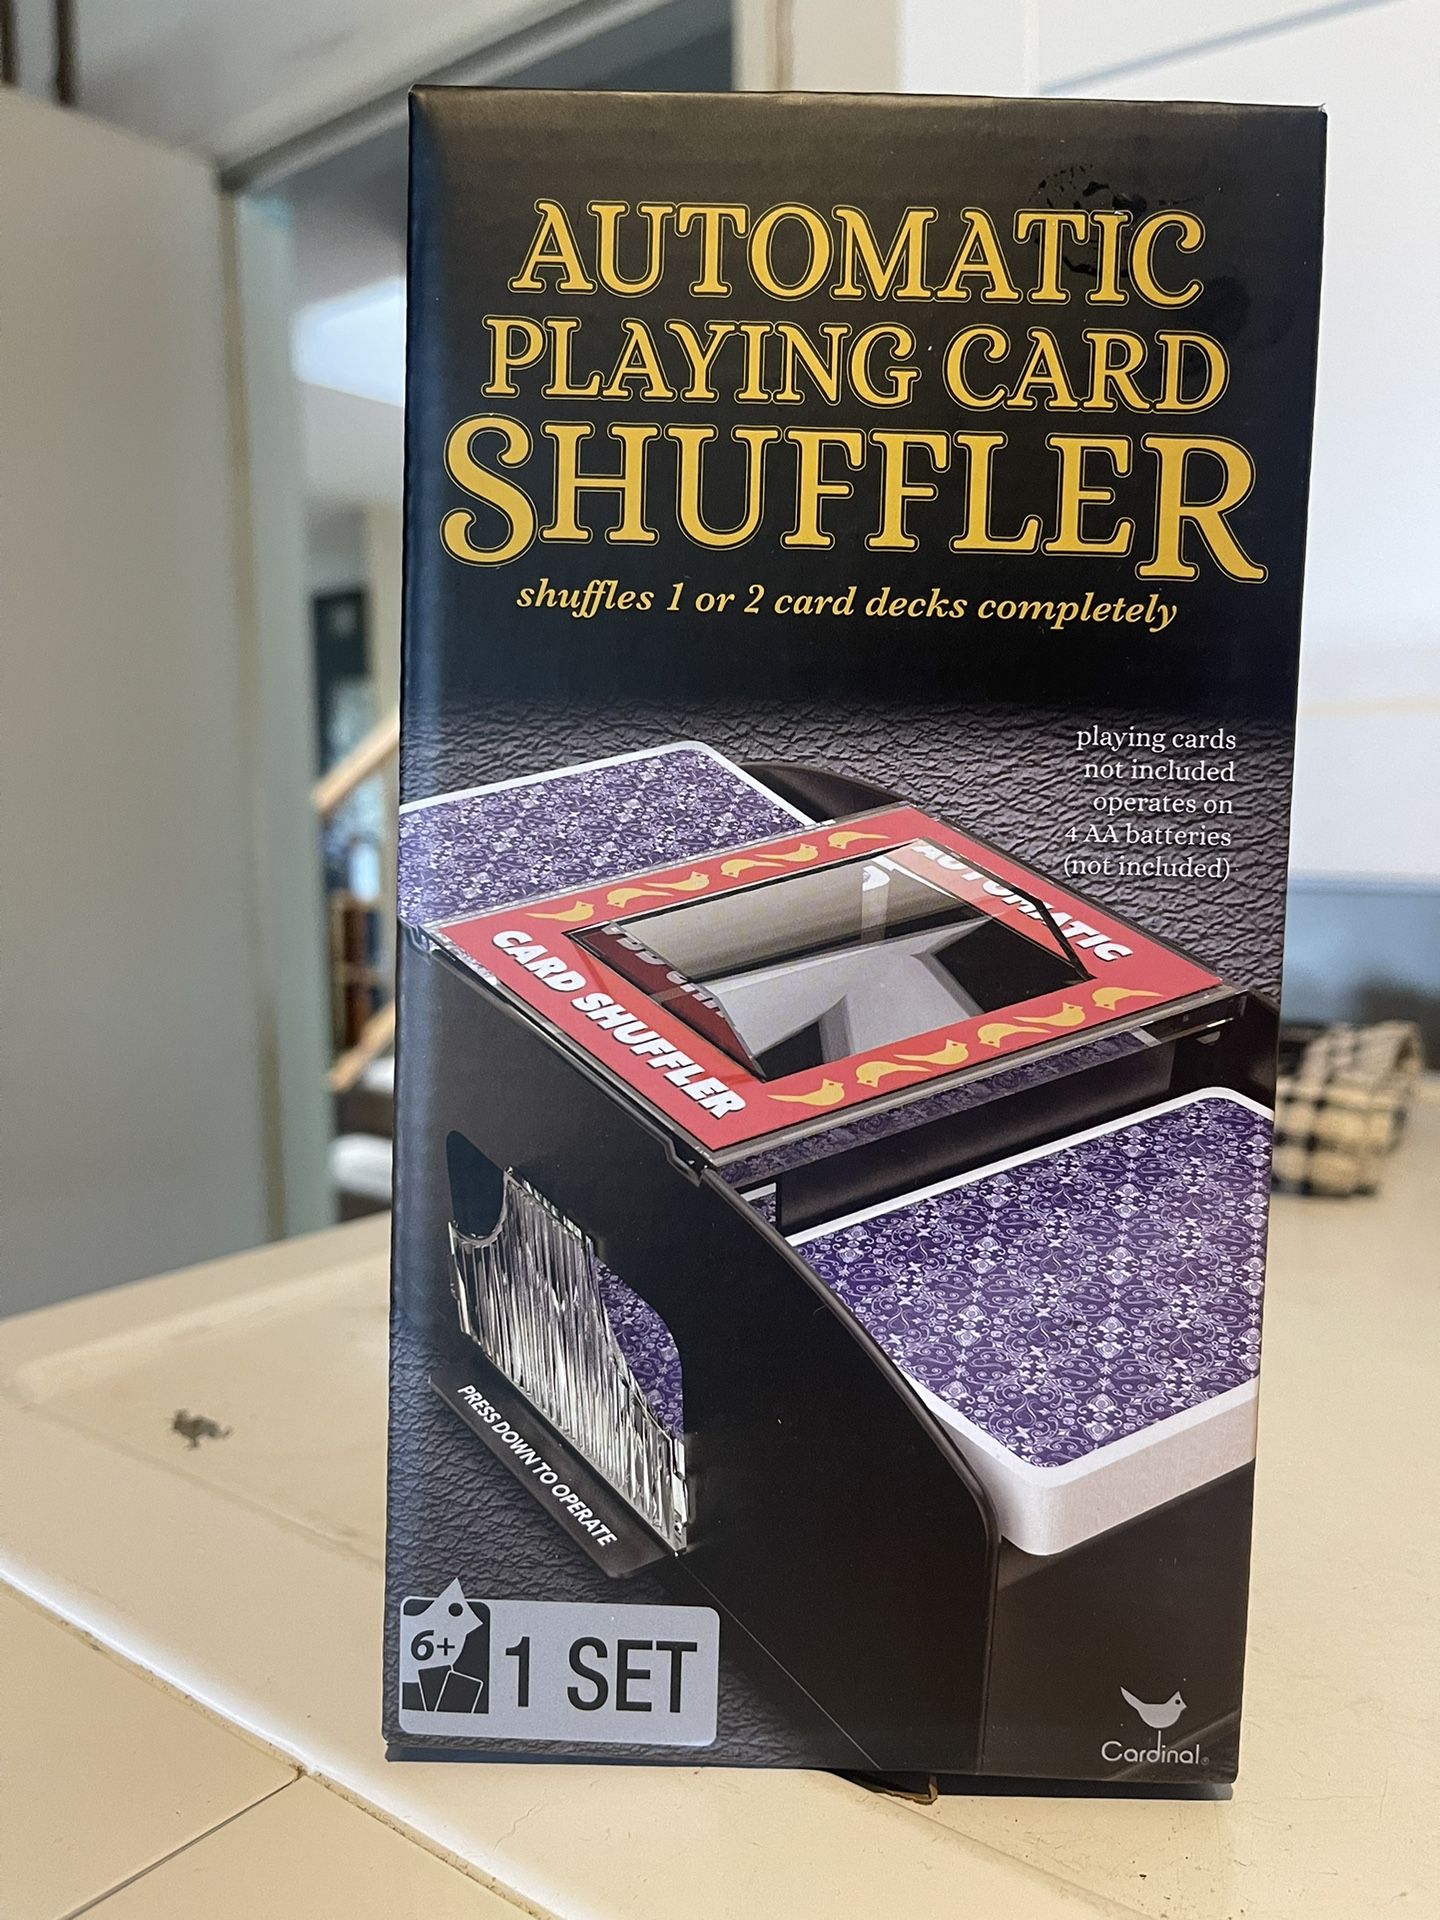 AUTOMATIC
PLAYING CARD
SHUFFLER
shuffles 1 or 2 card decks completely
playing cards
not included
operates on
4 AA batteries
(not included)
AUTOMATIC
CARD SHUFFLER
PRESS DOWN TO OPERATE
6+
1 SET
Cardinal®